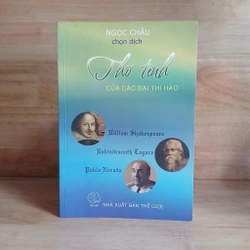 NGỌC CHÂU
chọn dịch
Thơ tình
CỦA CÁC ĐẠI THI HÀO
William Shakespeare
Rabindranath Tagore
Pablo Neruda
NHÀ XUẤT BẢN THẾ GIỚI